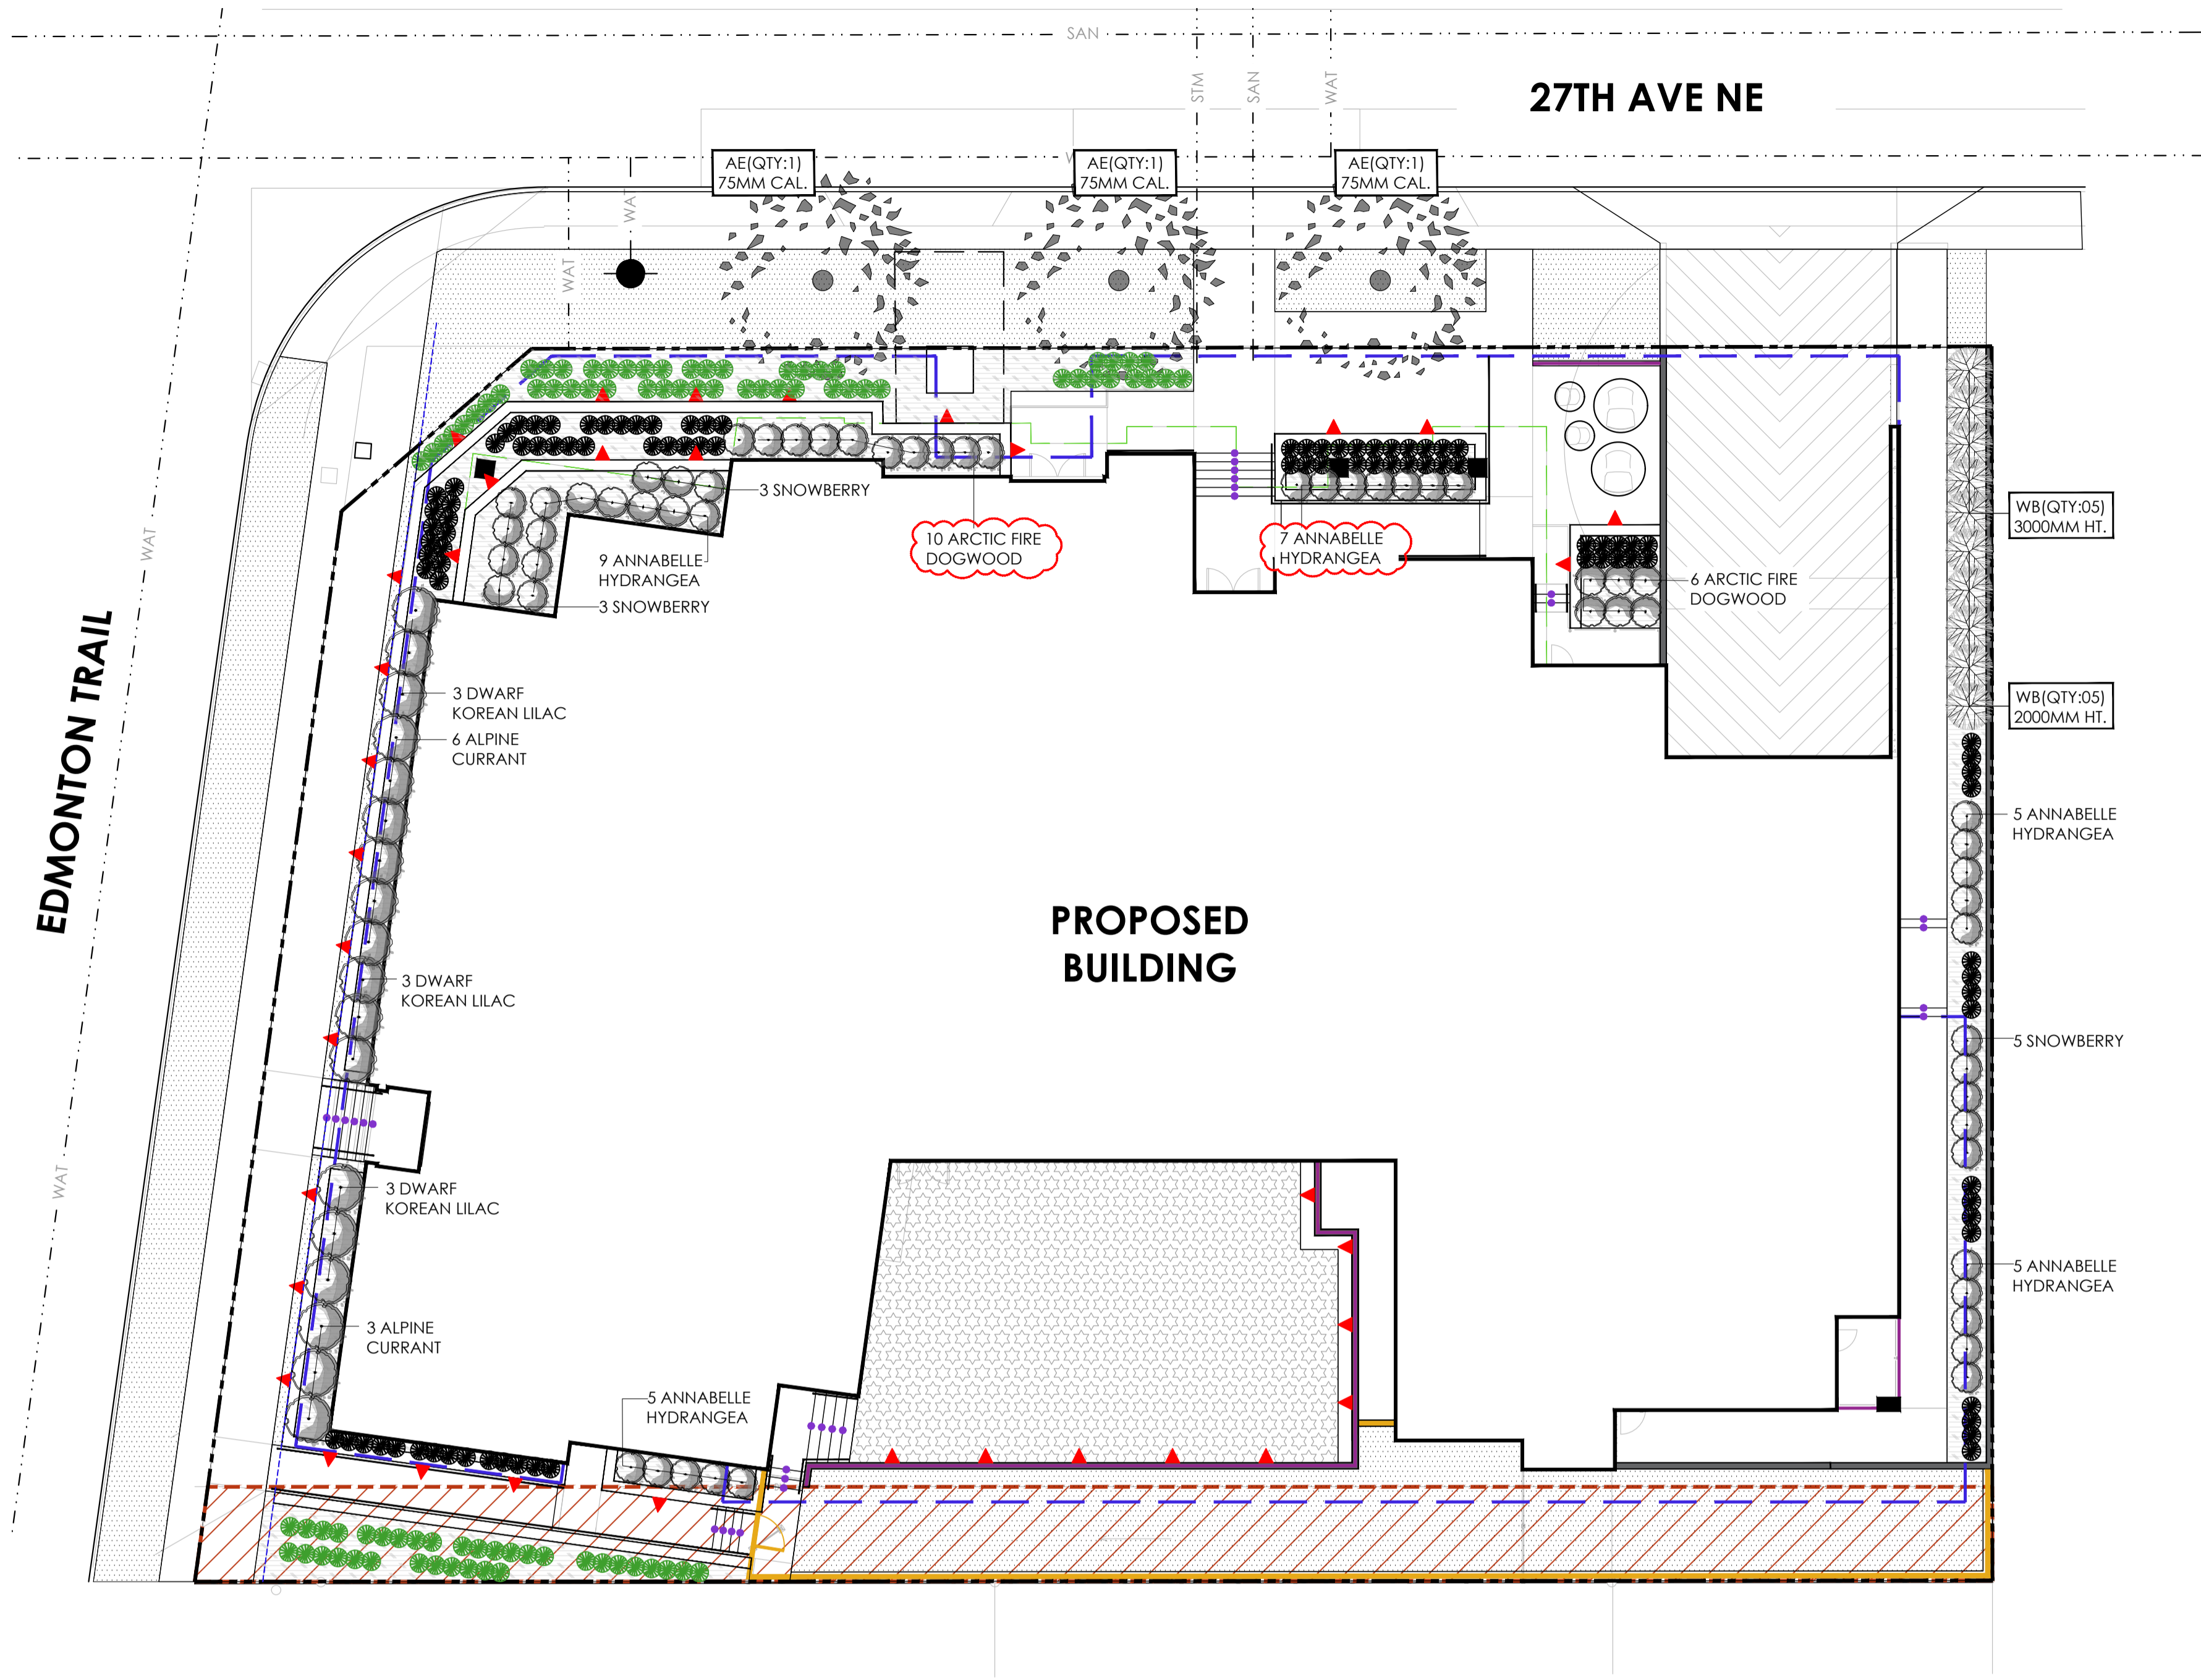 SAN
STM
SAN
WAT
27TH AVE NE
AE(QTY:1)
75MM CAL.
AE(QTY:1)
75MM CAL.
AE(QTY:1)
75MM CAL.
WAT
WAT
3 SNOWBERRY
10 ARCTIC FIRE
DOGWOOD
7 ANNABELLE
HYDRANGEA
WB(QTY:05)
3000MM HT.
WAT
9 ANNABELLE
HYDRANGEA
3 SNOWBERRY
6 ARCTIC FIRE
DOGWOOD
EDMONTON TRAIL
3 DWARF
KOREAN LILAC
WB(QTY:05)
2000MM HT.
6 ALPINE
CURRANT
5 ANNABELLE
HYDRANGEA
PROPOSED
BUILDING
3 DWARF
KOREAN LILAC
5 SNOWBERRY
WAT
3 DWARF
KOREAN LILAC
5 ANNABELLE
HYDRANGEA
3 ALPINE
CURRANT
5 ANNABELLE
HYDRANGEA